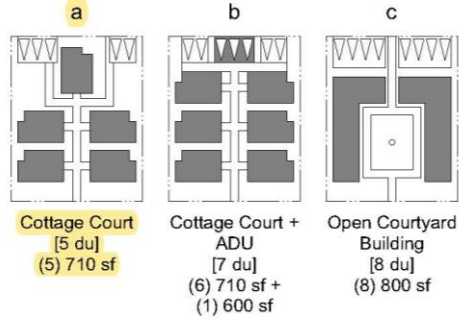 a
Cottage Court
[5 du]
(5) 710 sf
b
Cottage Court +
ADU
[7 du]
(6) 710 sf +
(1) 600 sf
c
Open Courtyard
Building
[8 du]
(8) 800 sf